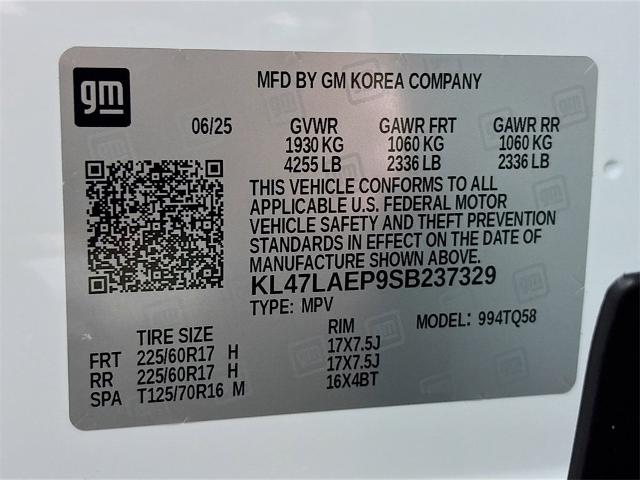 gm
MFD BY GM KOREA COMPANY
06/25 GVWR GAWR FRT GAWR RR
1930 KG 1060 KG 1060 KG
4255 LB 2336 LB 2336 LB
THIS VEHICLE CONFORMS TO ALL
APPLICABLE U.S. FEDERAL MOTOR
VEHICLE SAFETY AND THEFT PREVENTION
STANDARDS IN EFFECT ON THE DATE OF
MANUFACTURE SHOWN ABOVE.
KL47LAEP9SB237329
TYPE: MPV
TIRE SIZE RIM MODEL: 994TQ58
FRT 225/60R17 H 17X7.5J
RR 225/60R17 H 17X7.5J
SPA T125/70R16 M 16X4BT